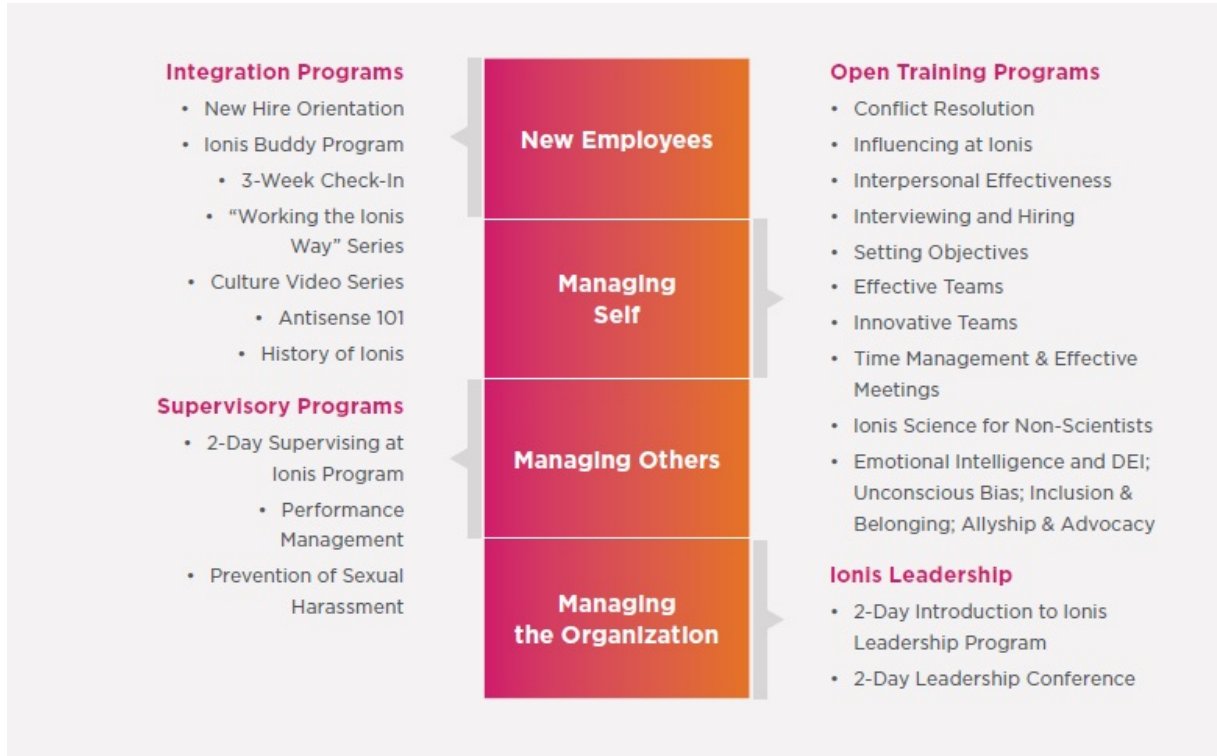 Integration Programs
• New Hire Orientation
• Ionis Buddy Program
• 3-Week Check-In
• “Working the Ionis
Way” Series
• Culture Video Series
• Antisense 101
• History of Ionis
Supervisory Programs
• 2-Day Supervising at
Ionis Program
• Performance
Management
• Prevention of Sexual
Harassment
New Employees
Managing
Self
Managing Others
Managing
the Organization
Open Training Programs
• Conflict Resolution
• Influencing at Ionis
• Interpersonal Effectiveness
• Interviewing and Hiring
• Setting Objectives
• Effective Teams
• Innovative Teams
• Time Management & Effective
Meetings
• Ionis Science for Non-Scientists
• Emotional Intelligence and DEI;
Unconscious Bias; Inclusion &
Belonging; Allyship & Advocacy
Ionis Leadership
• 2-Day Introduction to Ionis
Leadership Program
• 2-Day Leadership Conference